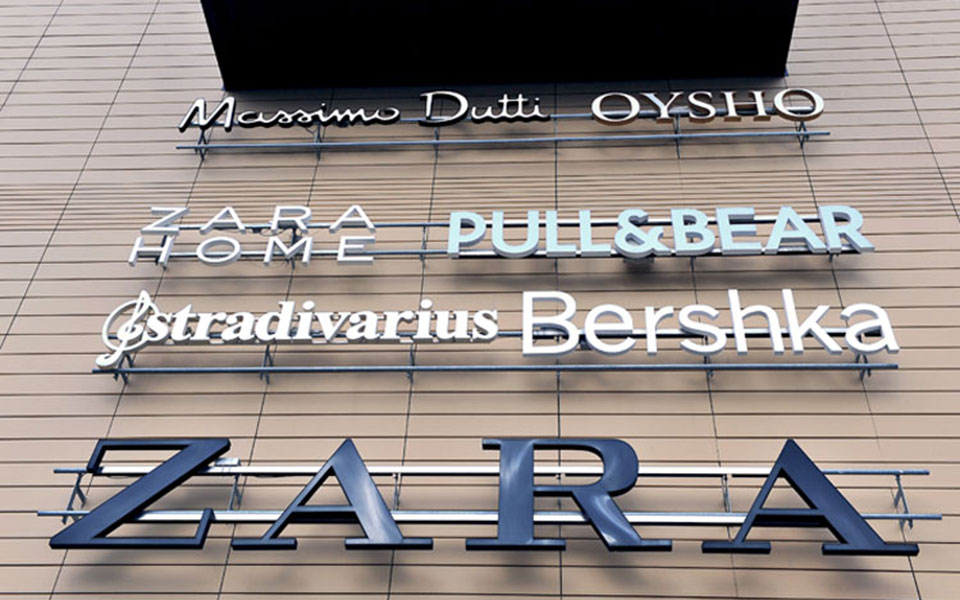 Massimo Dutti OYSHO
ZARA HOME PULL&BEAR
stradivarius Bershka
ZARA